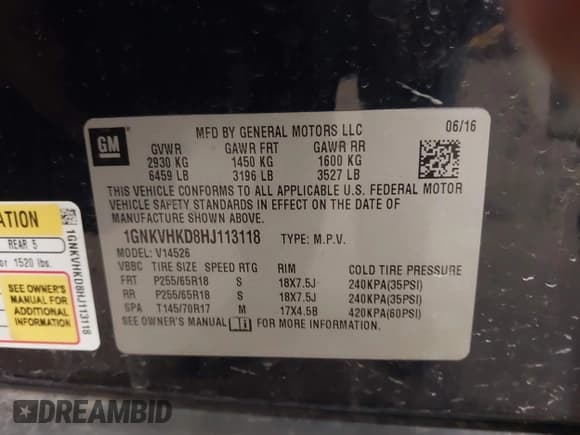 GM
MFD BY GENERAL MOTORS LLC 06/16
GVWR GAWR FRT GAWR RR
2930 KG 1450 KG 1600 KG
6459 LB 3196 LB 3527 LB
THIS VEHICLE CONFORMS TO ALL APPLICABLE U.S. FEDERAL MOTOR
VEHICLE SAFETY STANDARDS IN EFFECT ON THE DATE OF
MANUFACTURE SHOWN ABOVE.
1GNKVHKD8HJ113118 TYPE: M.P.V.
MODEL: V14526
VBBC TIRE SIZE SPEED RTG RIM COLD TIRE PRESSURE
FRT P255/65R18 S 18X7.5J 240KPA(35PSI)
RR P255/65R18 S 18X7.5J 240KPA(35PSI)
SPA T145/70R17 M 17X4.5B 420KPA(60PSI)
SEE OWNER'S MANUAL FOR MORE INFORMATION
ATION
REAR 5
or 1520 lbs.
SEE OWNER'S
MANUAL FOR
ADDITIONAL
INFORMATION
1GNKVHKD8HJ113118
DREAMBID